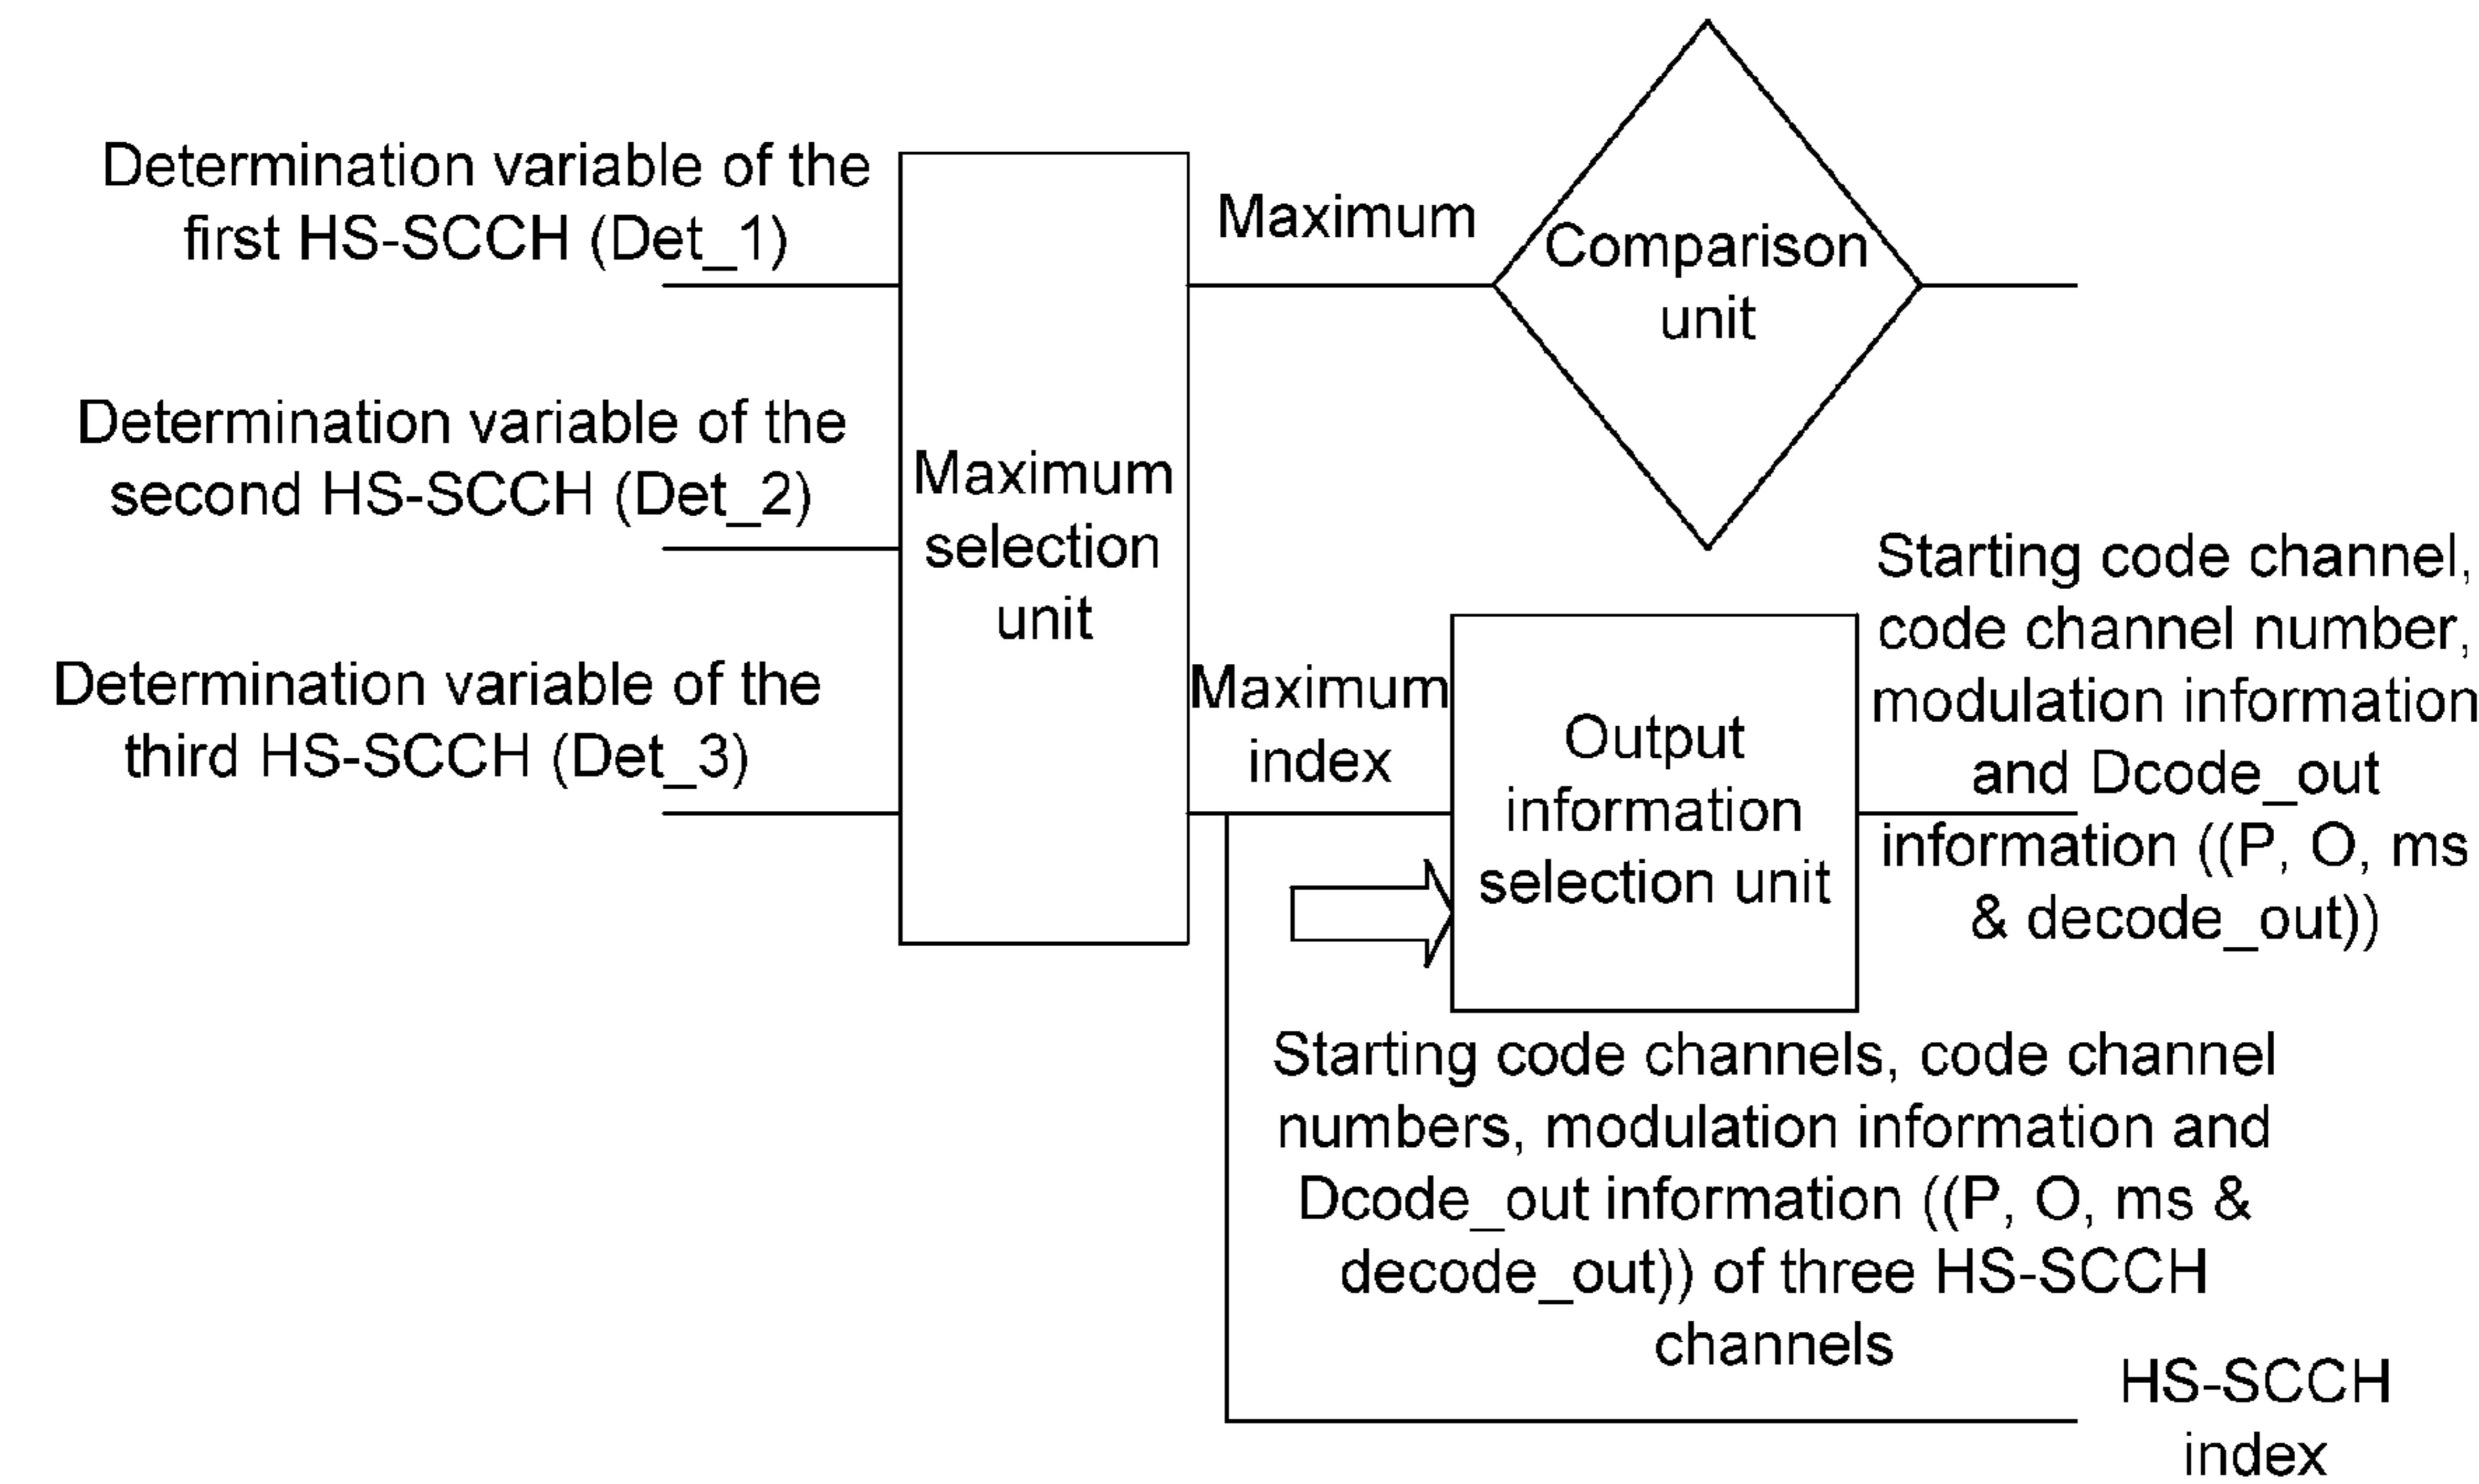 Determination variable of the
first HS-SCCH (Det_1)
Determination variable of the
second HS-SCCH (Det_2)
Determination variable of the
third HS-SCCH (Det_3)
Maximum
selection
unit
Maximum
Comparison
unit
Maximum
index
Output
information
selection unit
Starting code channel,
code channel number,
modulation information
and Dcode_out
information ((P, O, ms
& decode_out))
Starting code channels, code channel
numbers, modulation information and
Dcode_out information ((P, O, ms &
decode_out)) of three HS-SCCH
channels
HS-SCCH
index